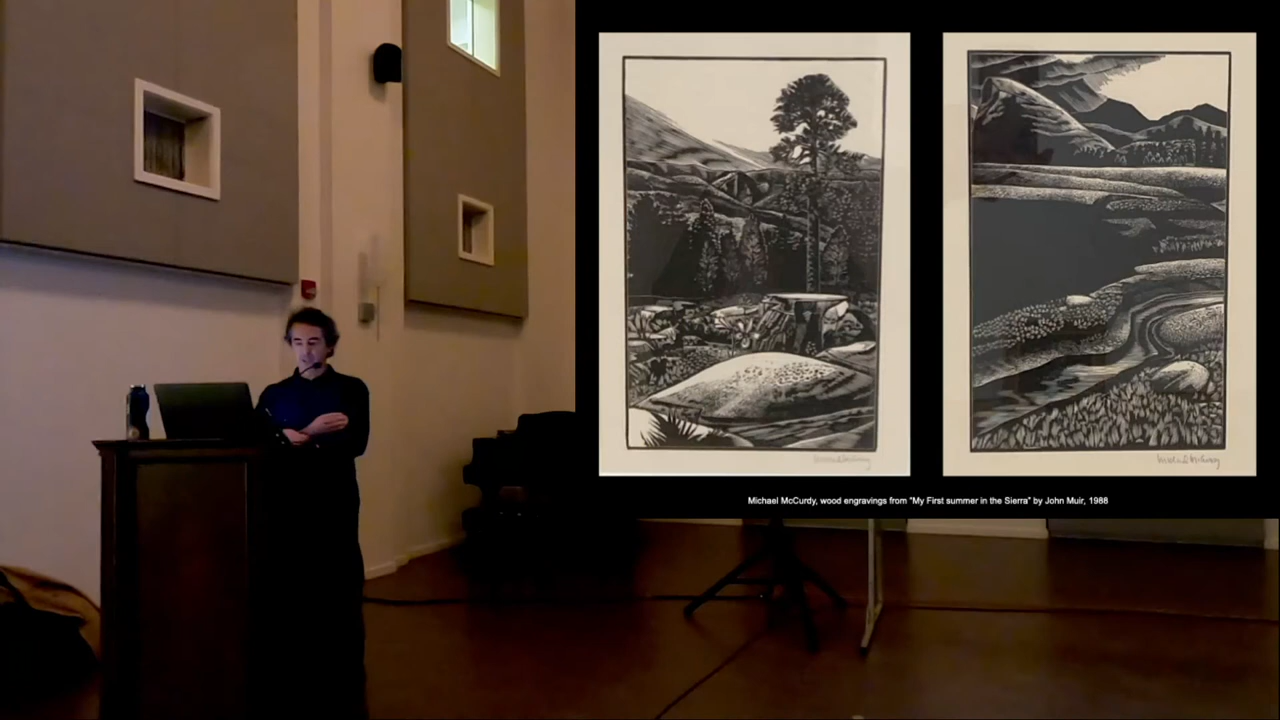 Michael McCurdy, wood engravings from "My First summer in the Sierra" by John Muir, 1988